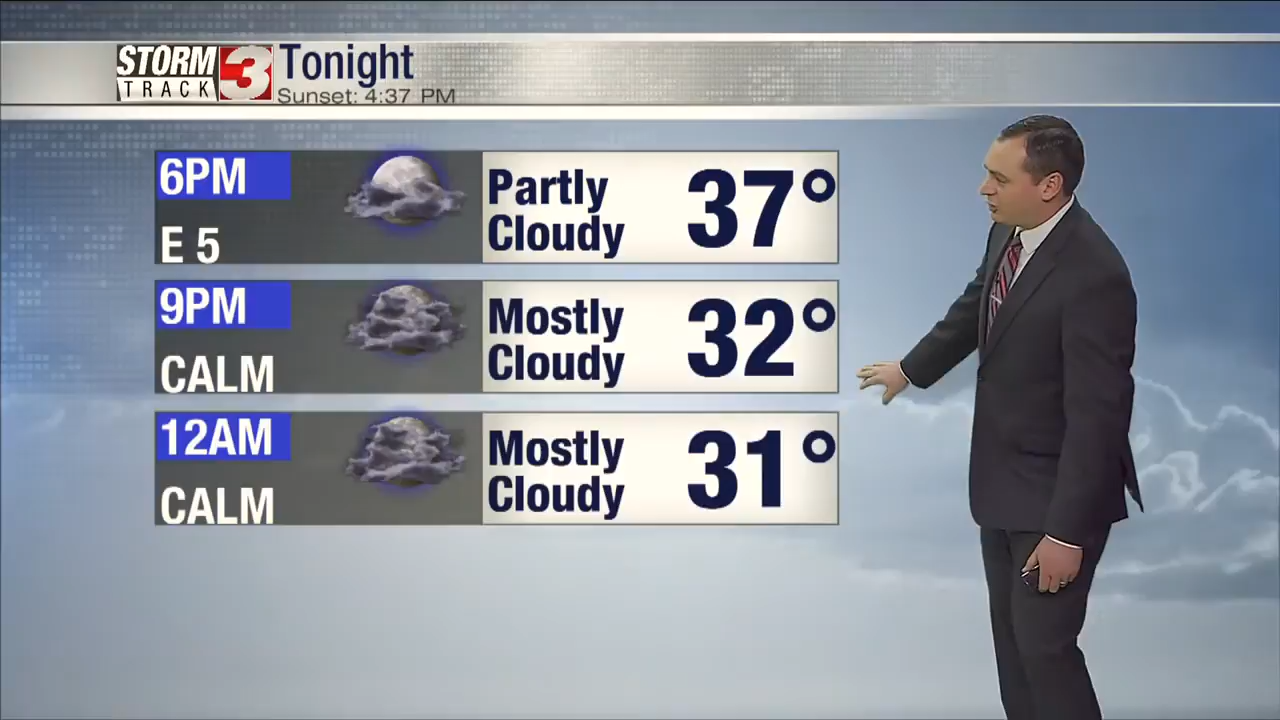 STORM
TRACK
3
Tonight
Sunset: 4:37 PM
6PM
E 5
Partly
Cloudy
37°
9PM
CALM
Mostly
Cloudy
32°
12AM
CALM
Mostly
Cloudy
31°